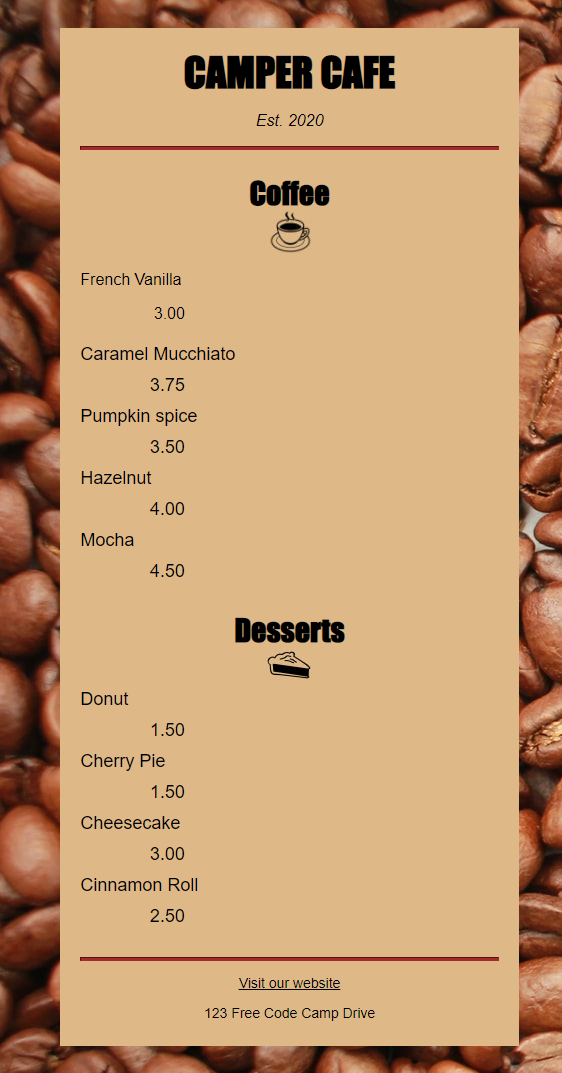 CAMPER CAFE
Est. 2020
Coffee
French Vanilla
3.00
Caramel Mucchiato
3.75
Pumpkin spice
3.50
Hazelnut
4.00
Mocha
4.50
Desserts
Donut
1.50
Cherry Pie
1.50
Cheesecake
3.00
Cinnamon Roll
2.50
Visit our website
123 Free Code Camp Drive